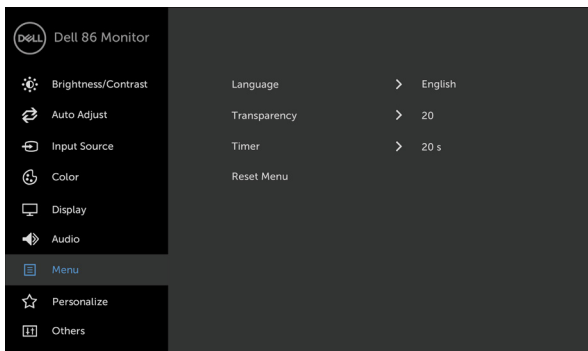 DELL Dell 86 Monitor
Brightness/Contrast
Auto Adjust
Input Source
Color
Display
Audio
Menu
Personalize
Others
Language > English
Transparency > 20
Timer > 20 s
Reset Menu